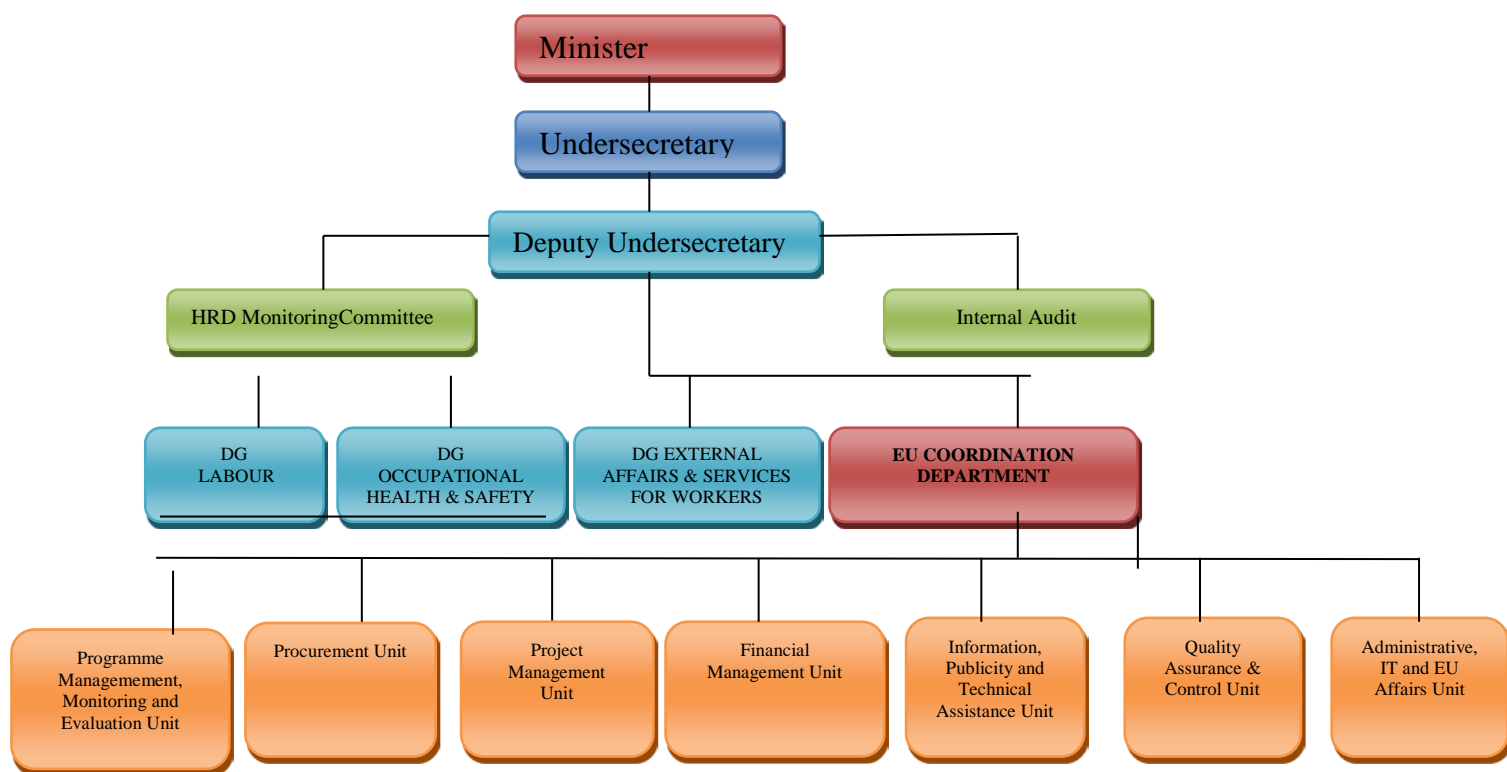 Minister
Undersecretary
Deputy Undersecretary
HRD MonitoringCommittee
Internal Audit
DG
LABOUR
DG
OCCUPATIONAL
HEALTH & SAFETY
DG EXTERNAL
AFFAIRS & SERVICES
FOR WORKERS
EU COORDINATION
DEPARTMENT
Programme
Managemement,
Monitoring and
Evaluation Unit
Procurement Unit
Project
Management
Unit
Financial
Management Unit
Information,
Publicity and
Technical
Assistance Unit
Quality
Assurance &
Control Unit
Administrative,
IT and EU
Affairs Unit